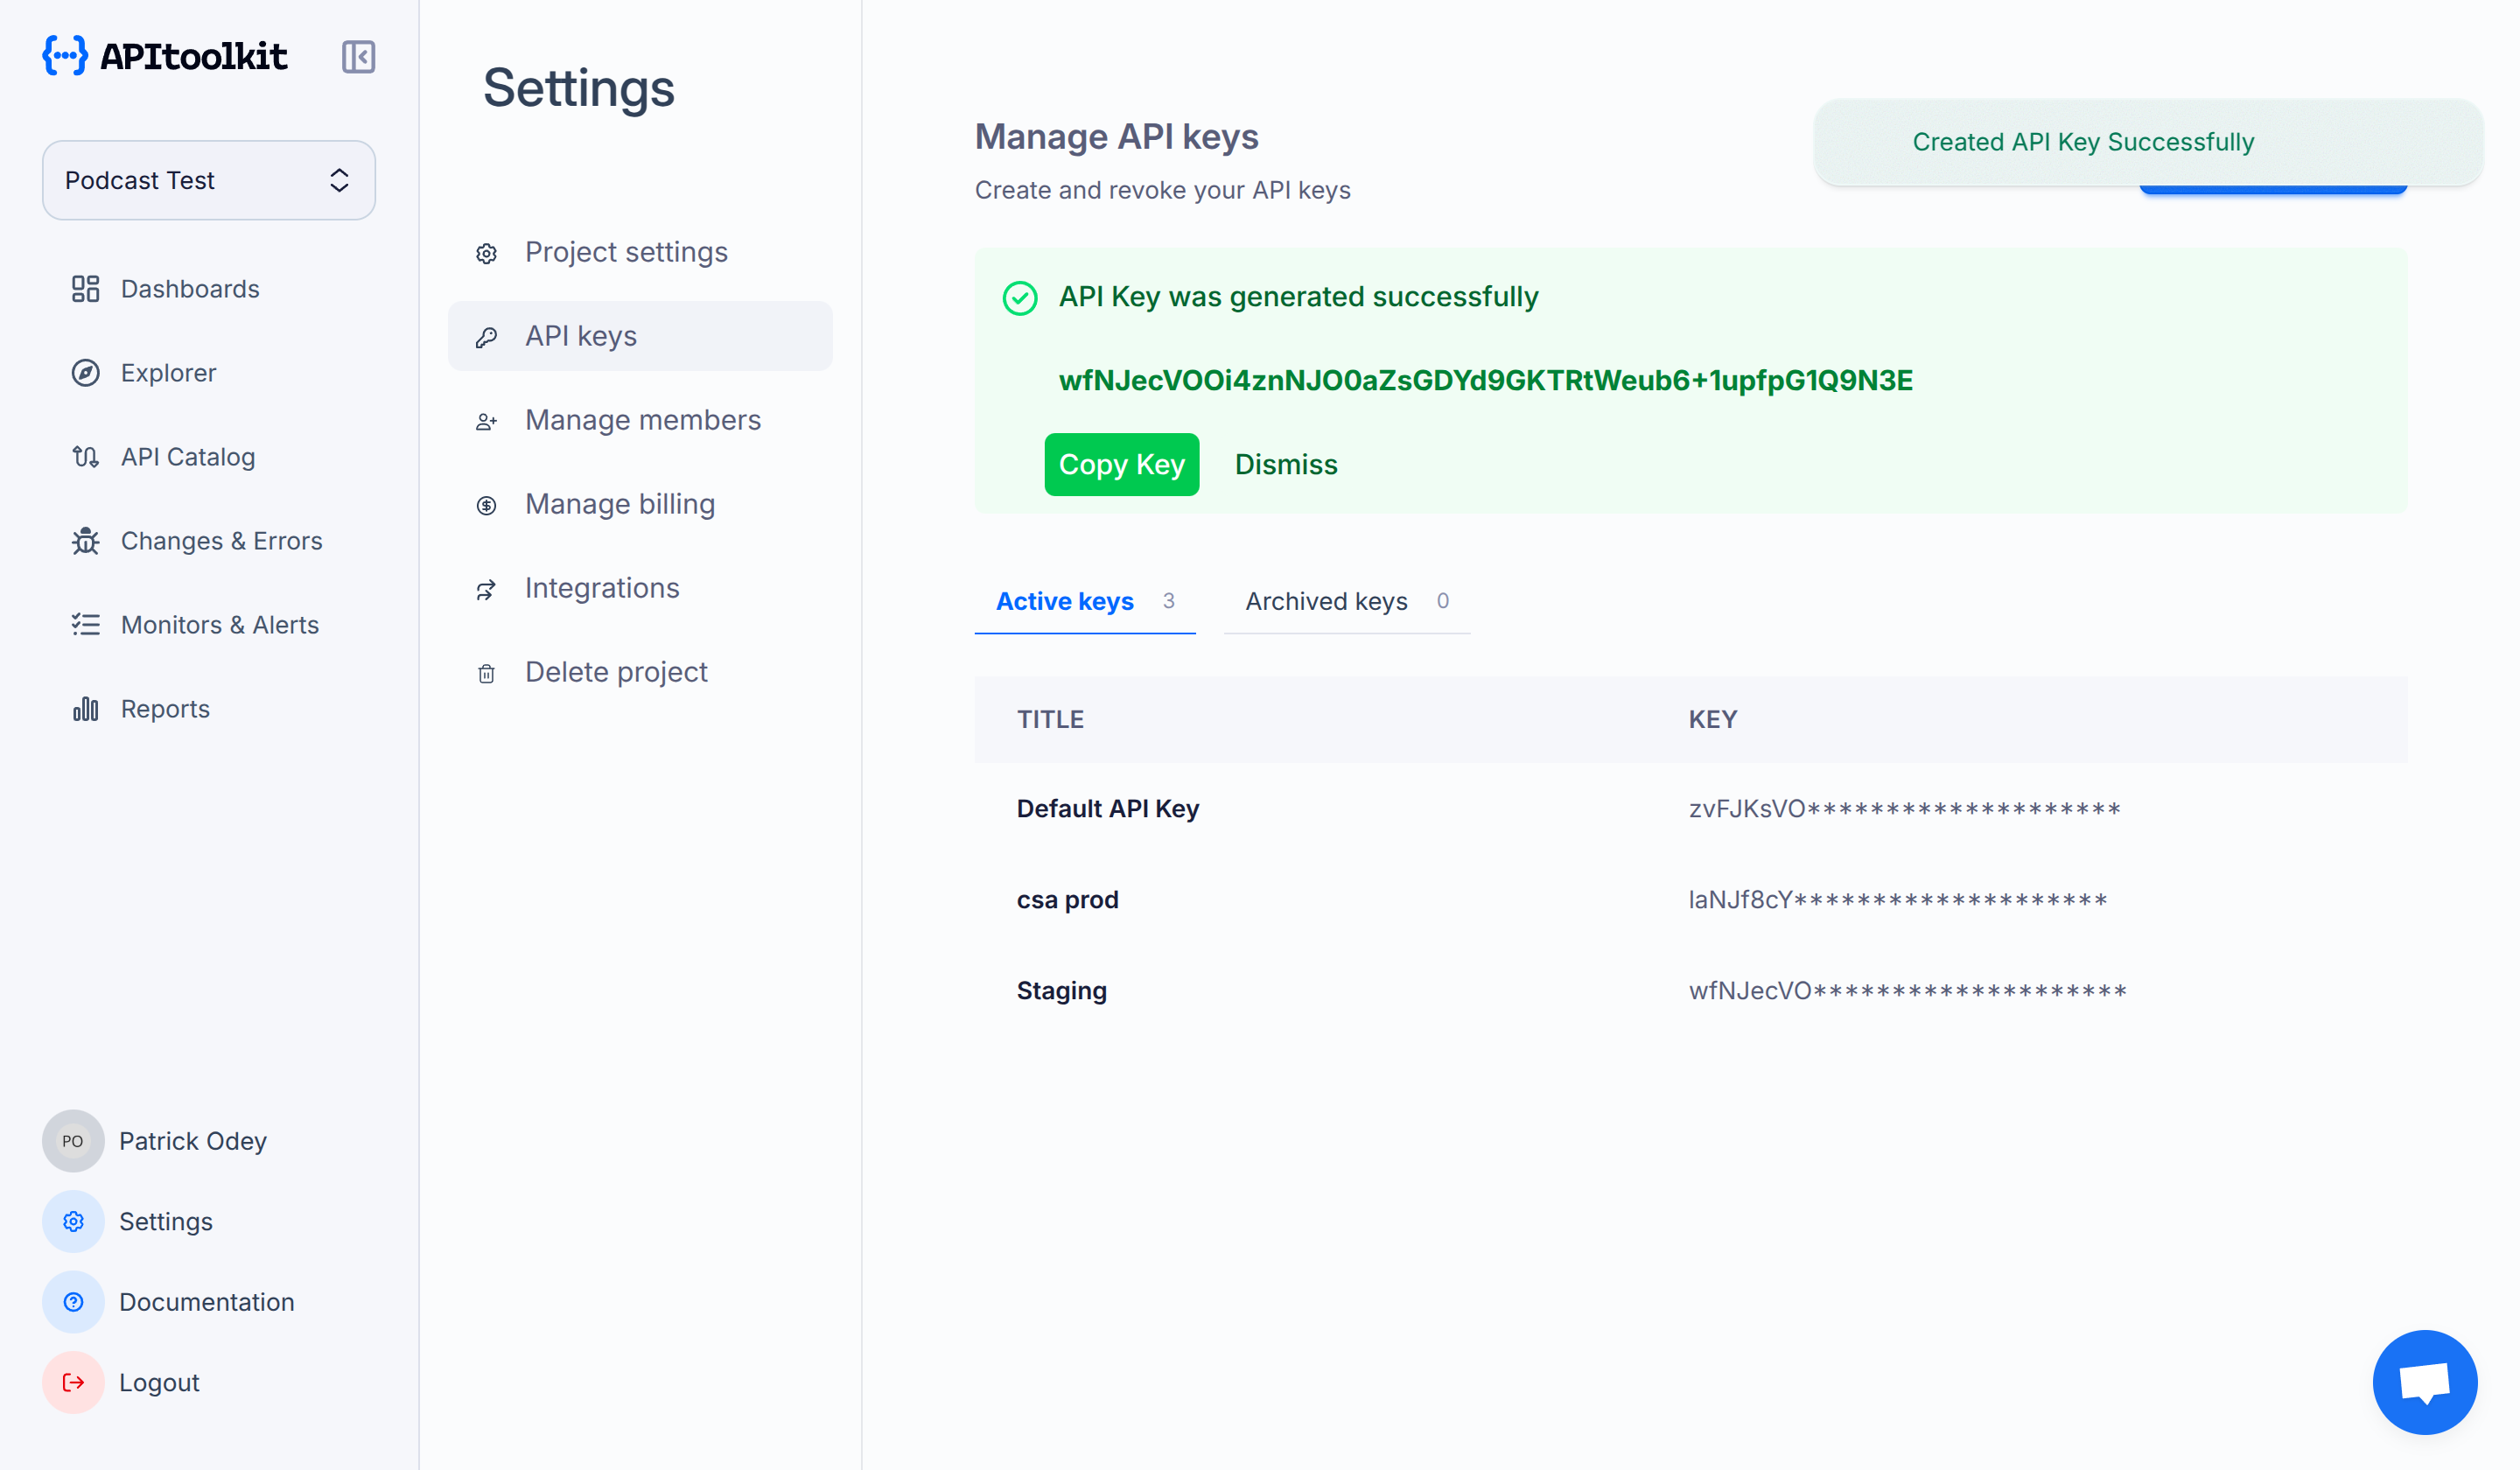 APItoolkit
Podcast Test
Dashboards
Explorer
API Catalog
Changes & Errors
Monitors & Alerts
Reports
PO Patrick Odey
Settings
Documentation
Logout
Settings
Project settings
API keys
Manage members
Manage billing
Integrations
Delete project
Manage API keys
Create and revoke your API keys
Created API Key Successfully
API Key was generated successfully
wfNJecVOOi4znNJO0aZsGDYd9GKTRtWeub6+1upfpG1Q9N3E
Copy Key Dismiss
Active keys 3 Archived keys 0
TITLE KEY
Default API Key zvFJKsVO********************
csa prod laNJf8cY********************
Staging wfNJecVO********************